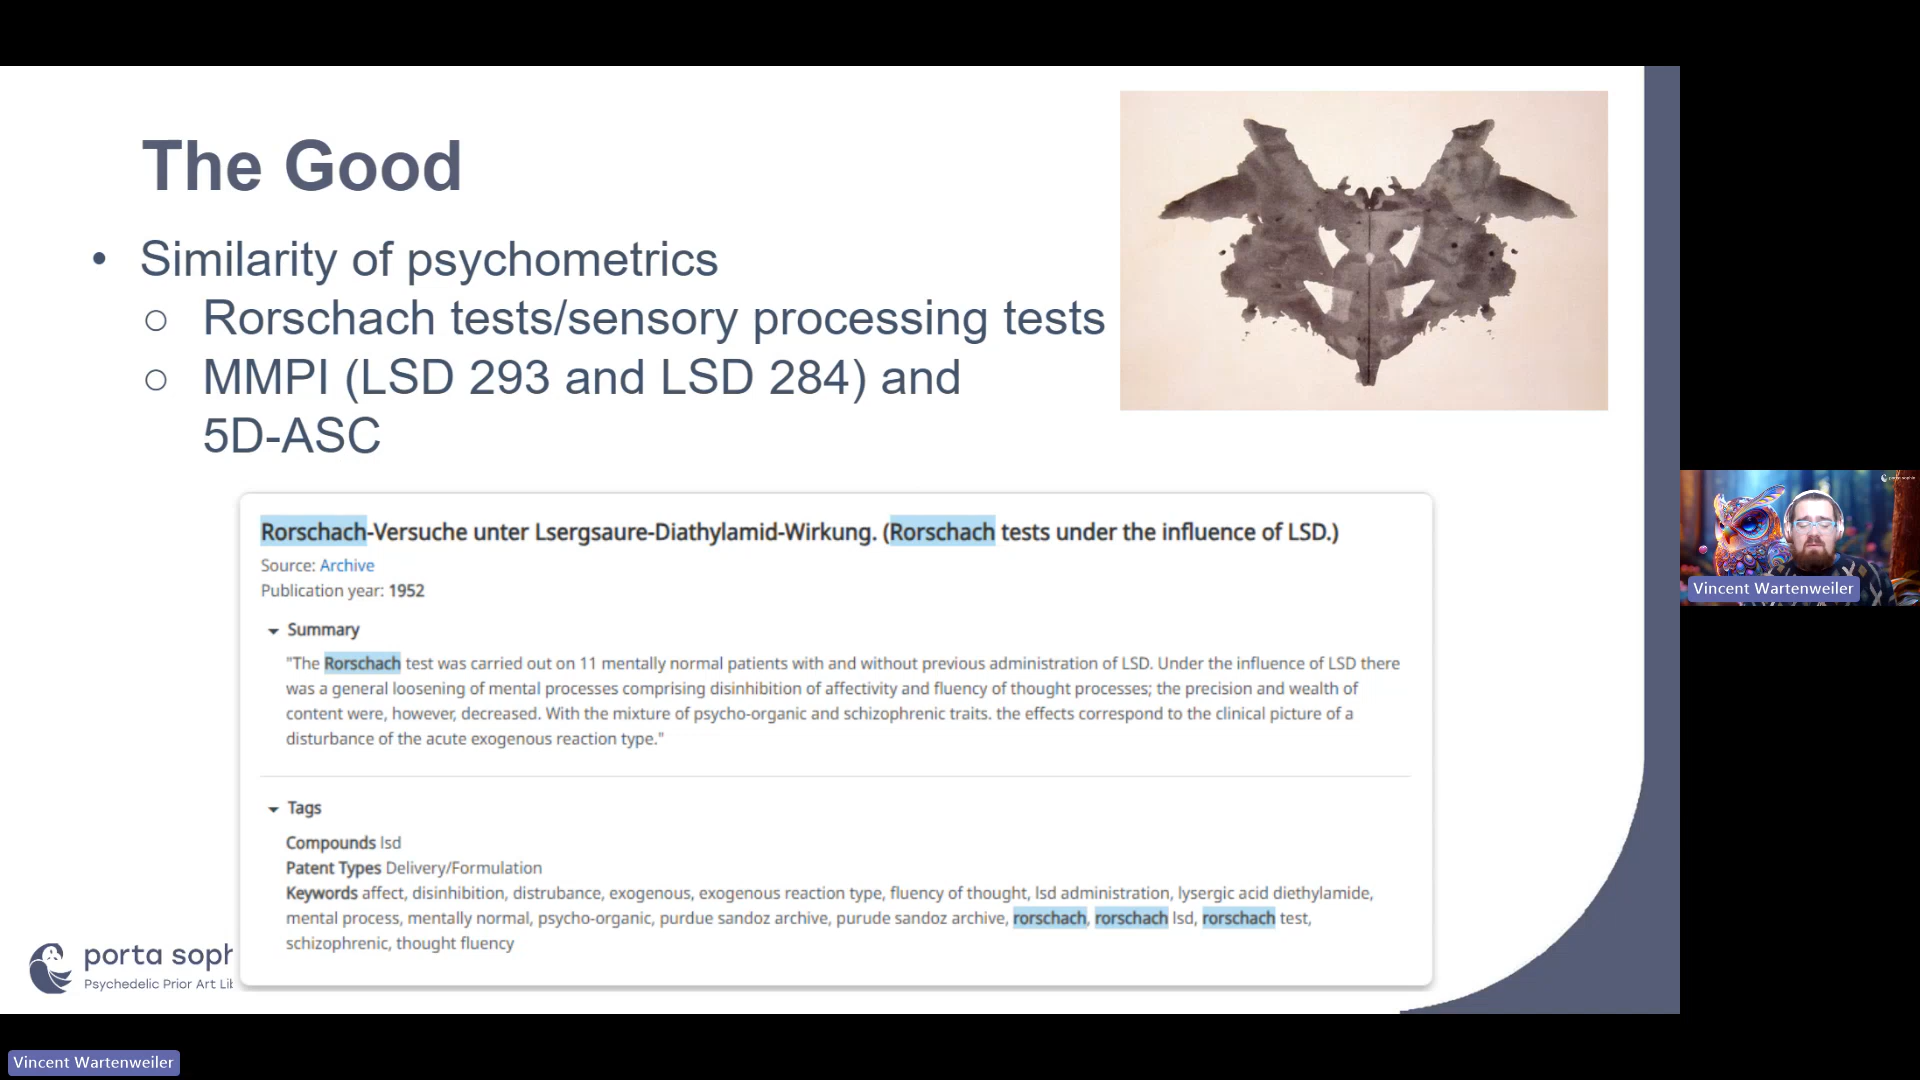 The Good
• Similarity of psychometrics
○ Rorschach tests/sensory processing tests
○ MMPI (LSD 293 and LSD 284) and
5D-ASC
Rorschach-Versuche unter Lsergsaure-Diathylamid-Wirkung. (Rorschach tests under the influence of LSD.)
Source: Archive
Publication year: 1952
Summary
"The Rorschach test was carried out on 11 mentally normal patients with and without previous administration of LSD. Under the influence of LSD there
was a general loosening of mental processes comprising disinhibition of affectivity and fluency of thought processes; the precision and wealth of
content were, however, decreased. With the mixture of psycho-organic and schizophrenic traits. the effects correspond to the clinical picture of a
disturbance of the acute exogenous reaction type."
Tags
Compounds lsd
Patent Types Delivery/Formulation
Keywords affect, disinhibition, distrubance, exogenous, exogenous reaction type, fluency of thought, lsd administration, lysergic acid diethylamide,
mental process, mentally normal, psycho-organic, purdue sandoz archive, purude sandoz archive, rorschach, rorschach lsd, rorschach test,
schizophrenic, thought fluency
porta soph
Psychedelic Prior Art Lib
Vincent Wartenweiler
Vincent Wartenweiler